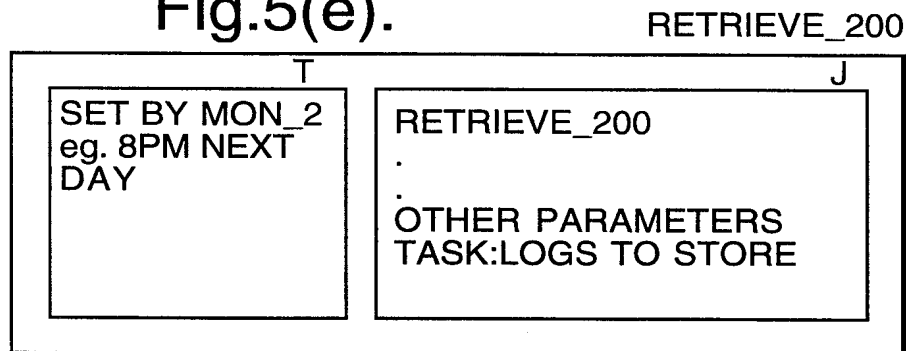 Fig.5(e).
RETRIEVE_200
T
J
SET BY MON_2
eg. 8PM NEXT
DAY
RETRIEVE_200
.
.
OTHER PARAMETERS
TASK:LOGS TO STORE